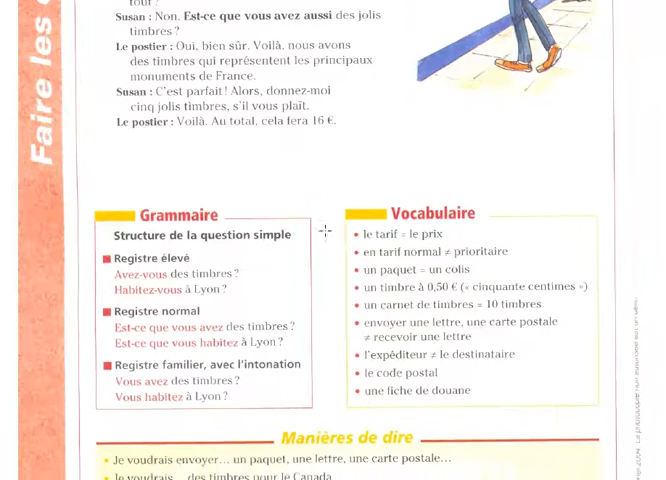 tout ?
Susan : Non. Est-ce que vous avez aussi des jolis
timbres ?
Le postier : Oui, bien sûr. Voilà, nous avons
des timbres qui représentent les principaux
monuments de France.
Susan : C'est parfait ! Alors, donnez-moi
cinq jolis timbres, s'il vous plaît.
Le postier : Voilà. Au total, cela fera 16 €.
Faire les
Grammaire
Structure de la question simple
Registre élevé
Avez-vous des timbres ?
Habitez-vous à Lyon ?
Registre normal
Est-ce que vous avez des timbres ?
Est-ce que vous habitez à Lyon ?
Registre familier, avec l'intonation
Vous avez des timbres ?
Vous habitez à Lyon ?
Vocabulaire
• le tarif = le prix
• en tarif normal ≠ prioritaire
• un paquet = un colis
• un timbre à 0,50 € (« cinquante centimes »)
• un carnet de timbres = 10 timbres
• envoyer une lettre, une carte postale
≠ recevoir une lettre
• l'expéditeur ≠ le destinataire
• le code postal
• une fiche de douane
Manières de dire
• Je voudrais envoyer... un paquet, une lettre, une carte postale...
• Je voudrais... des timbres pour le Canada